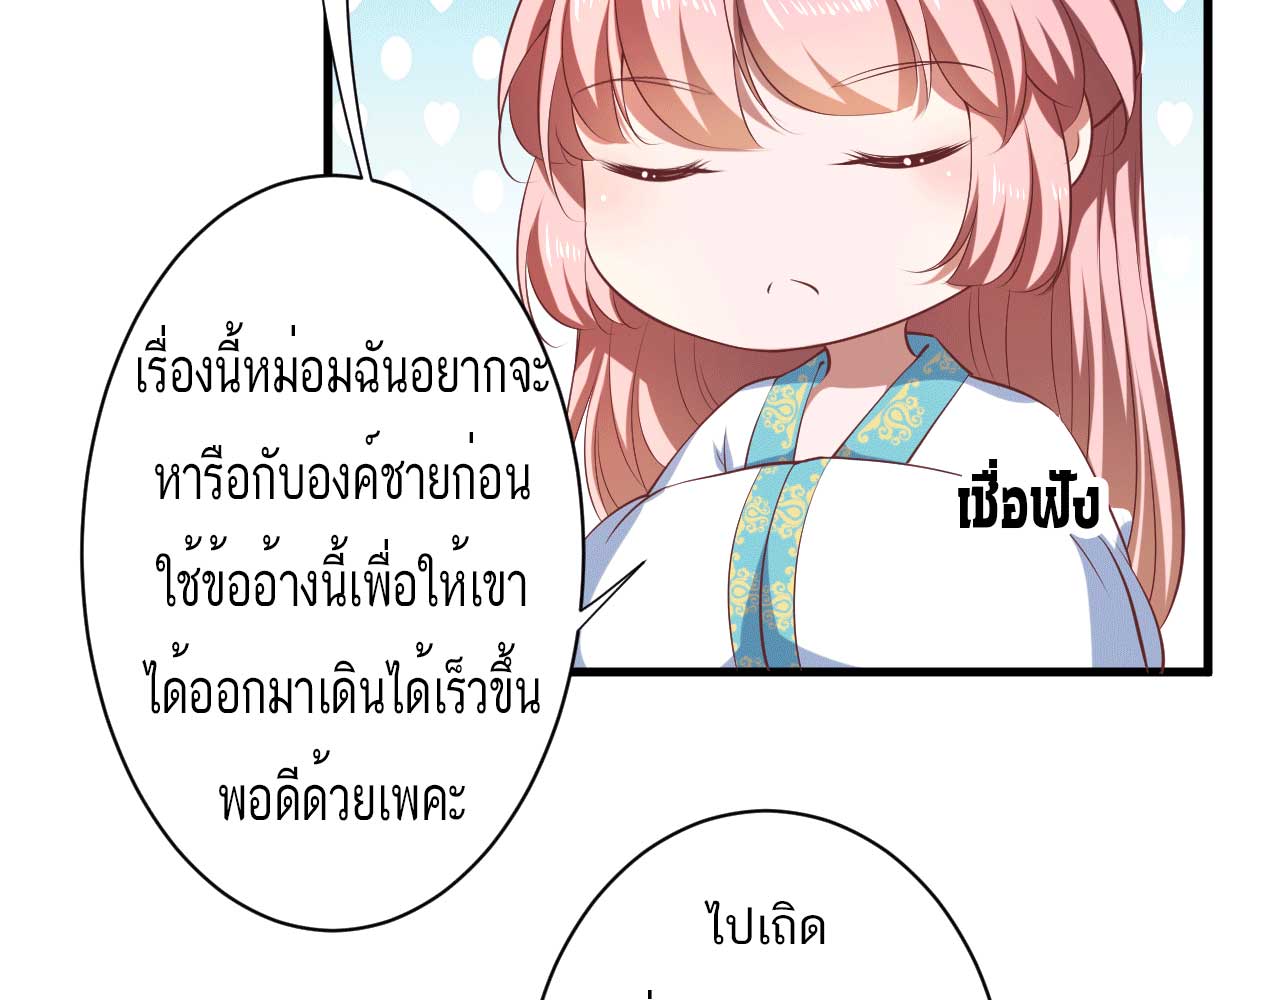 เรื่องนี้หม่อมฉันอยากจะ
หารือกับองค์ชายก่อน
ใช้ข้ออ้างนี้เพื่อให้เขา
ได้ออกมาเดินได้เร็วขึ้น
พอดีด้วยเพคะ
เชื่อฟัง
ไปเถิด